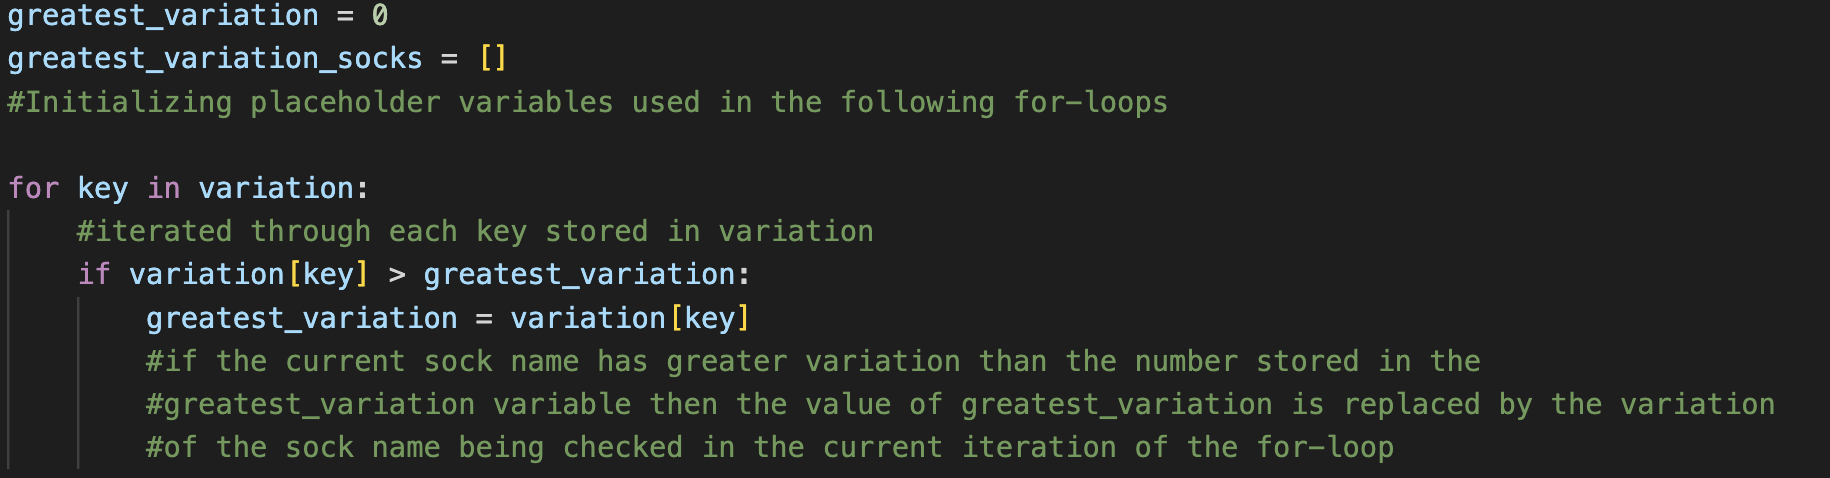 greatest_variation = 0
greatest_variation_socks = []
#Initializing placeholder variables used in the following for-loops
for key in variation:
#iterated through each key stored in variation
if variation[key] > greatest_variation:
greatest_variation = variation[key]
#if the current sock name has greater variation than the number stored in the
#greatest_variation variable then the value of greatest_variation is replaced by the variation
#of the sock name being checked in the current iteration of the for-loop